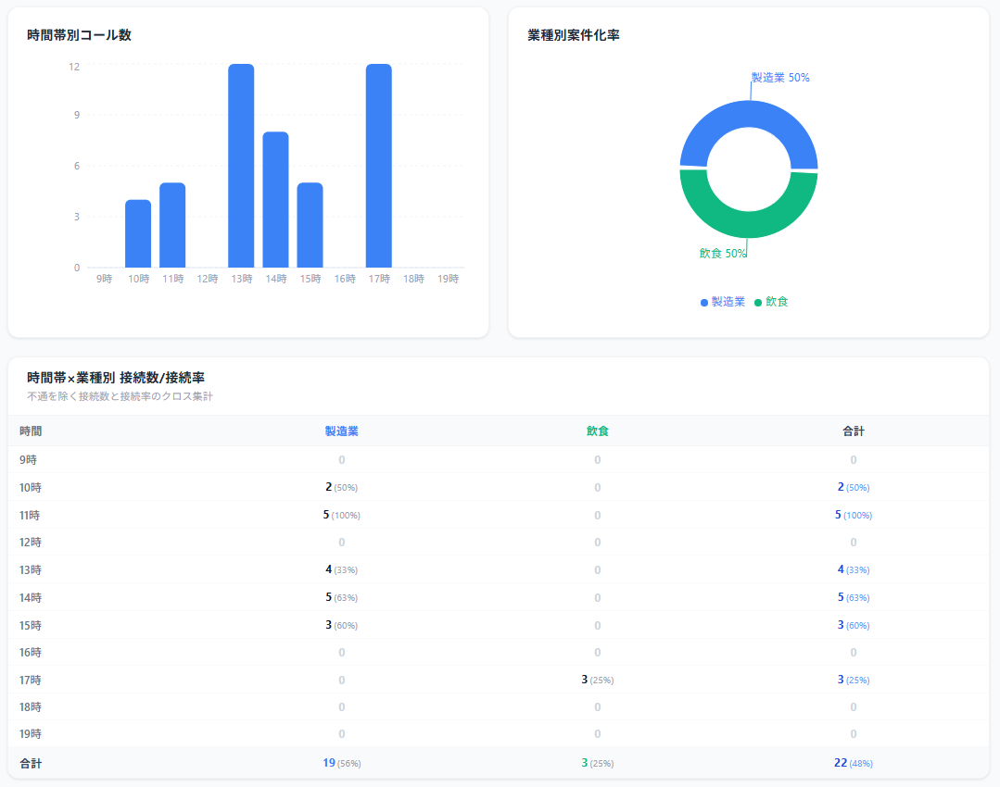 時間帯別コール数
12
9
6
3
0
9時 10時 11時 12時 13時 14時 15時 16時 17時 18時 19時
業種別案件化率
製造業 50%
飲食 50%
製造業 飲食
時間帯×業種別 接続数/接続率
不通を除く接続数と接続率のクロス集計
時間 製造業 飲食 合計
9時 0 0 0
10時 2 (50%) 0 2 (50%)
11時 5 (100%) 0 5 (100%)
12時 0 0 0
13時 4 (33%) 0 4 (33%)
14時 5 (63%) 0 5 (63%)
15時 3 (60%) 0 3 (60%)
16時 0 0 0
17時 0 3 (25%) 3 (25%)
18時 0 0 0
19時 0 0 0
合計 19 (56%) 3 (25%) 22 (48%)